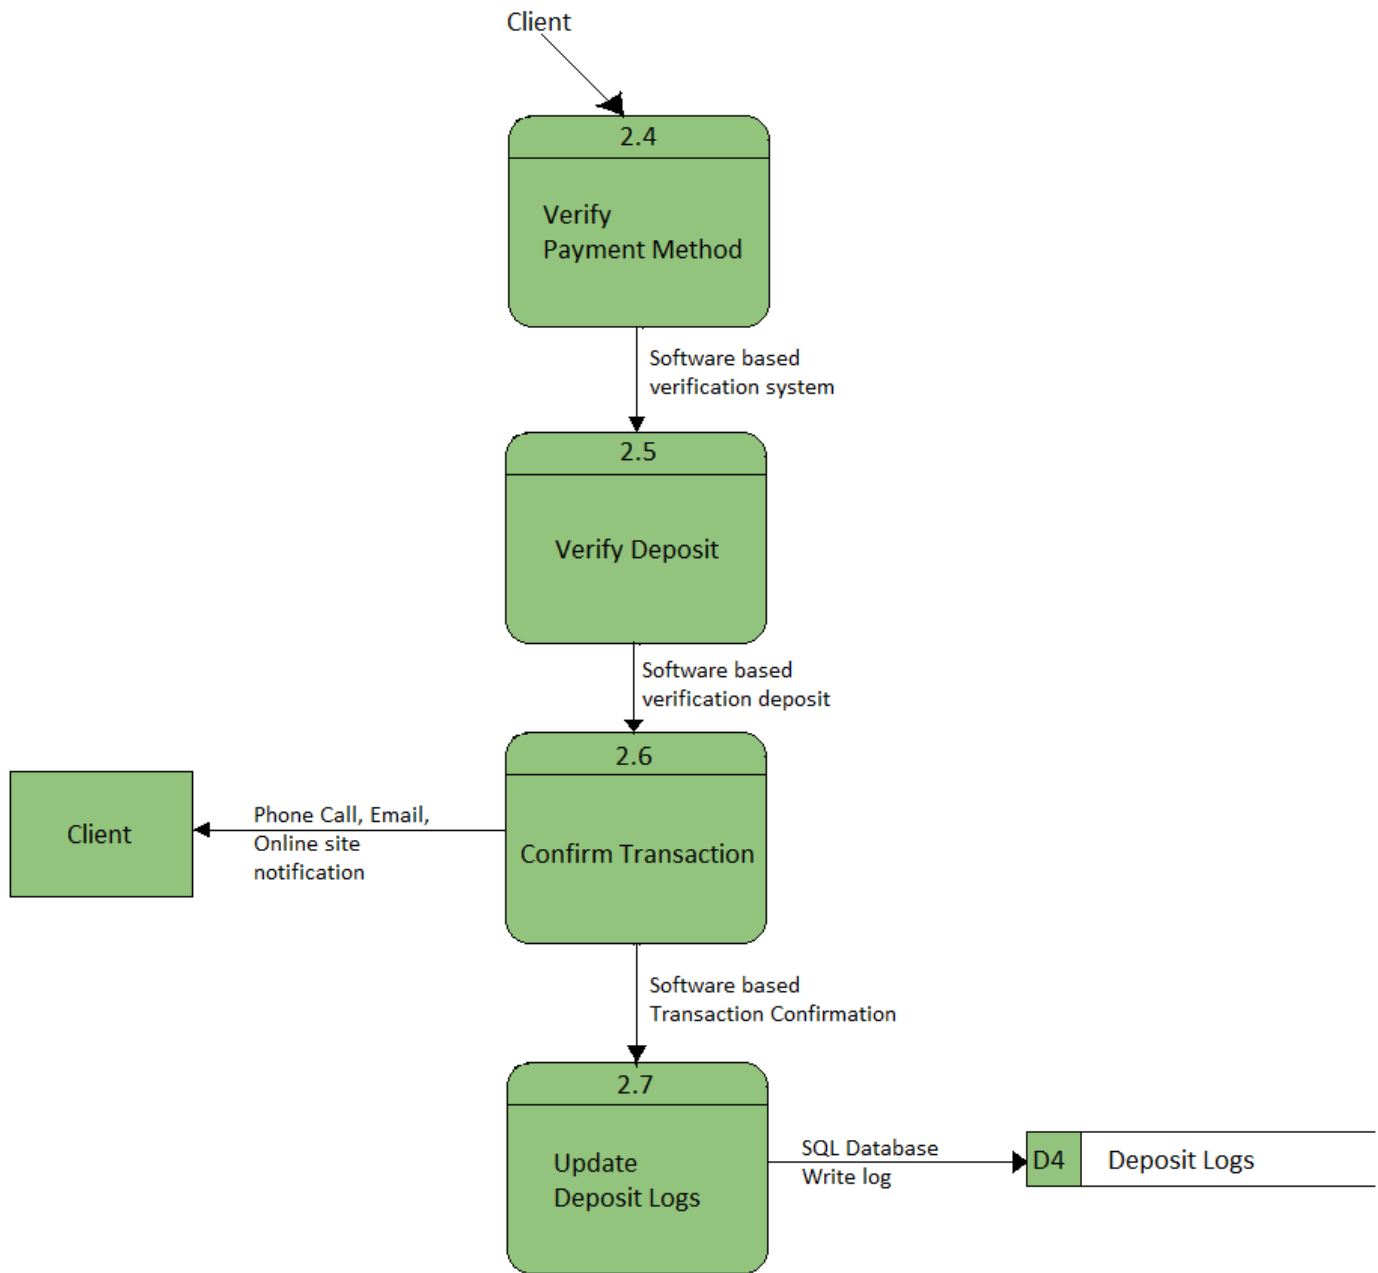 Client
2.4
Verify
Payment Method
Software based
verification system
2.5
Verify Deposit
Software based
verification deposit
2.6
Confirm Transaction
Client
Phone Call, Email,
Online site
notification
Software based
Transaction Confirmation
2.7
Update
Deposit Logs
SQL Database
Write log
D4
Deposit Logs